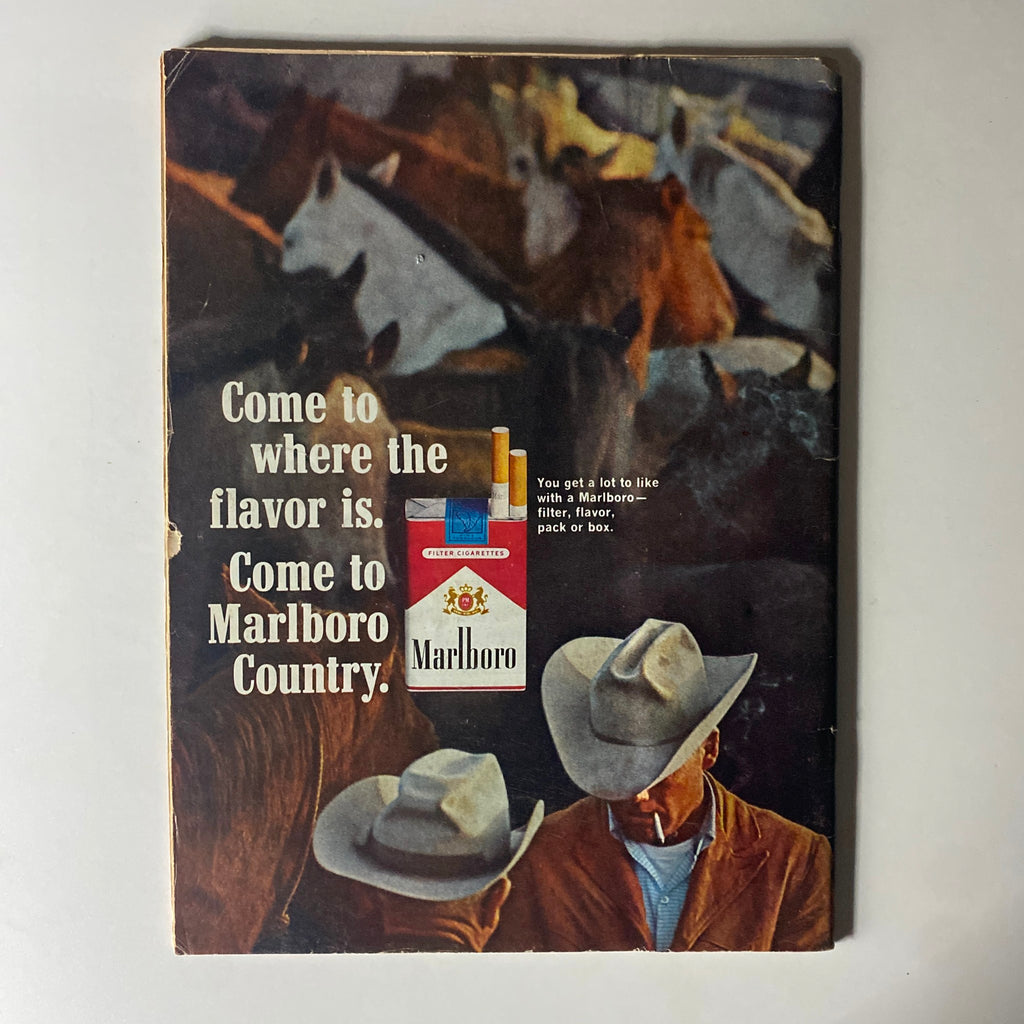 Come to
where the
flavor is.
Come to
Marlboro
Country.
You get a lot to like
with a Marlboro—
filter, flavor,
pack or box.
FILTER CIGARETTES
PM
Marlboro